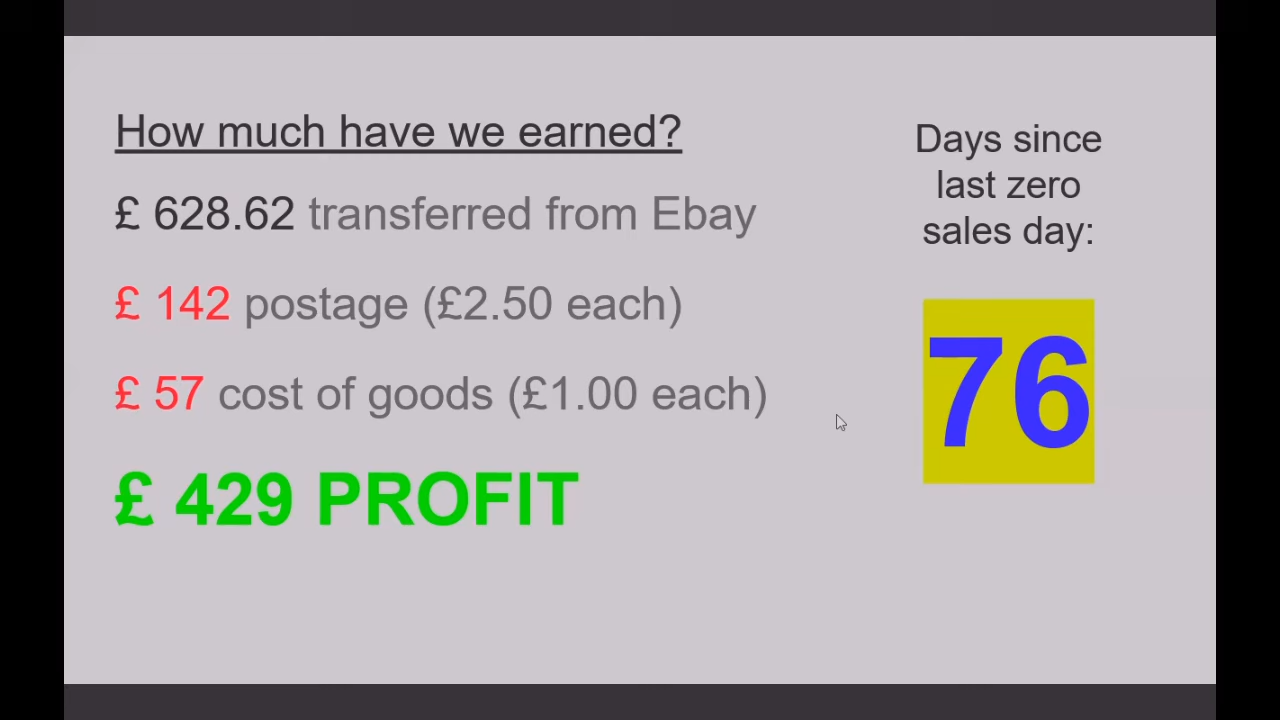 How much have we earned?
£ 628.62 transferred from Ebay
£ 142 postage (£2.50 each)
£ 57 cost of goods (£1.00 each)
£ 429 PROFIT
Days since
last zero
sales day:
76